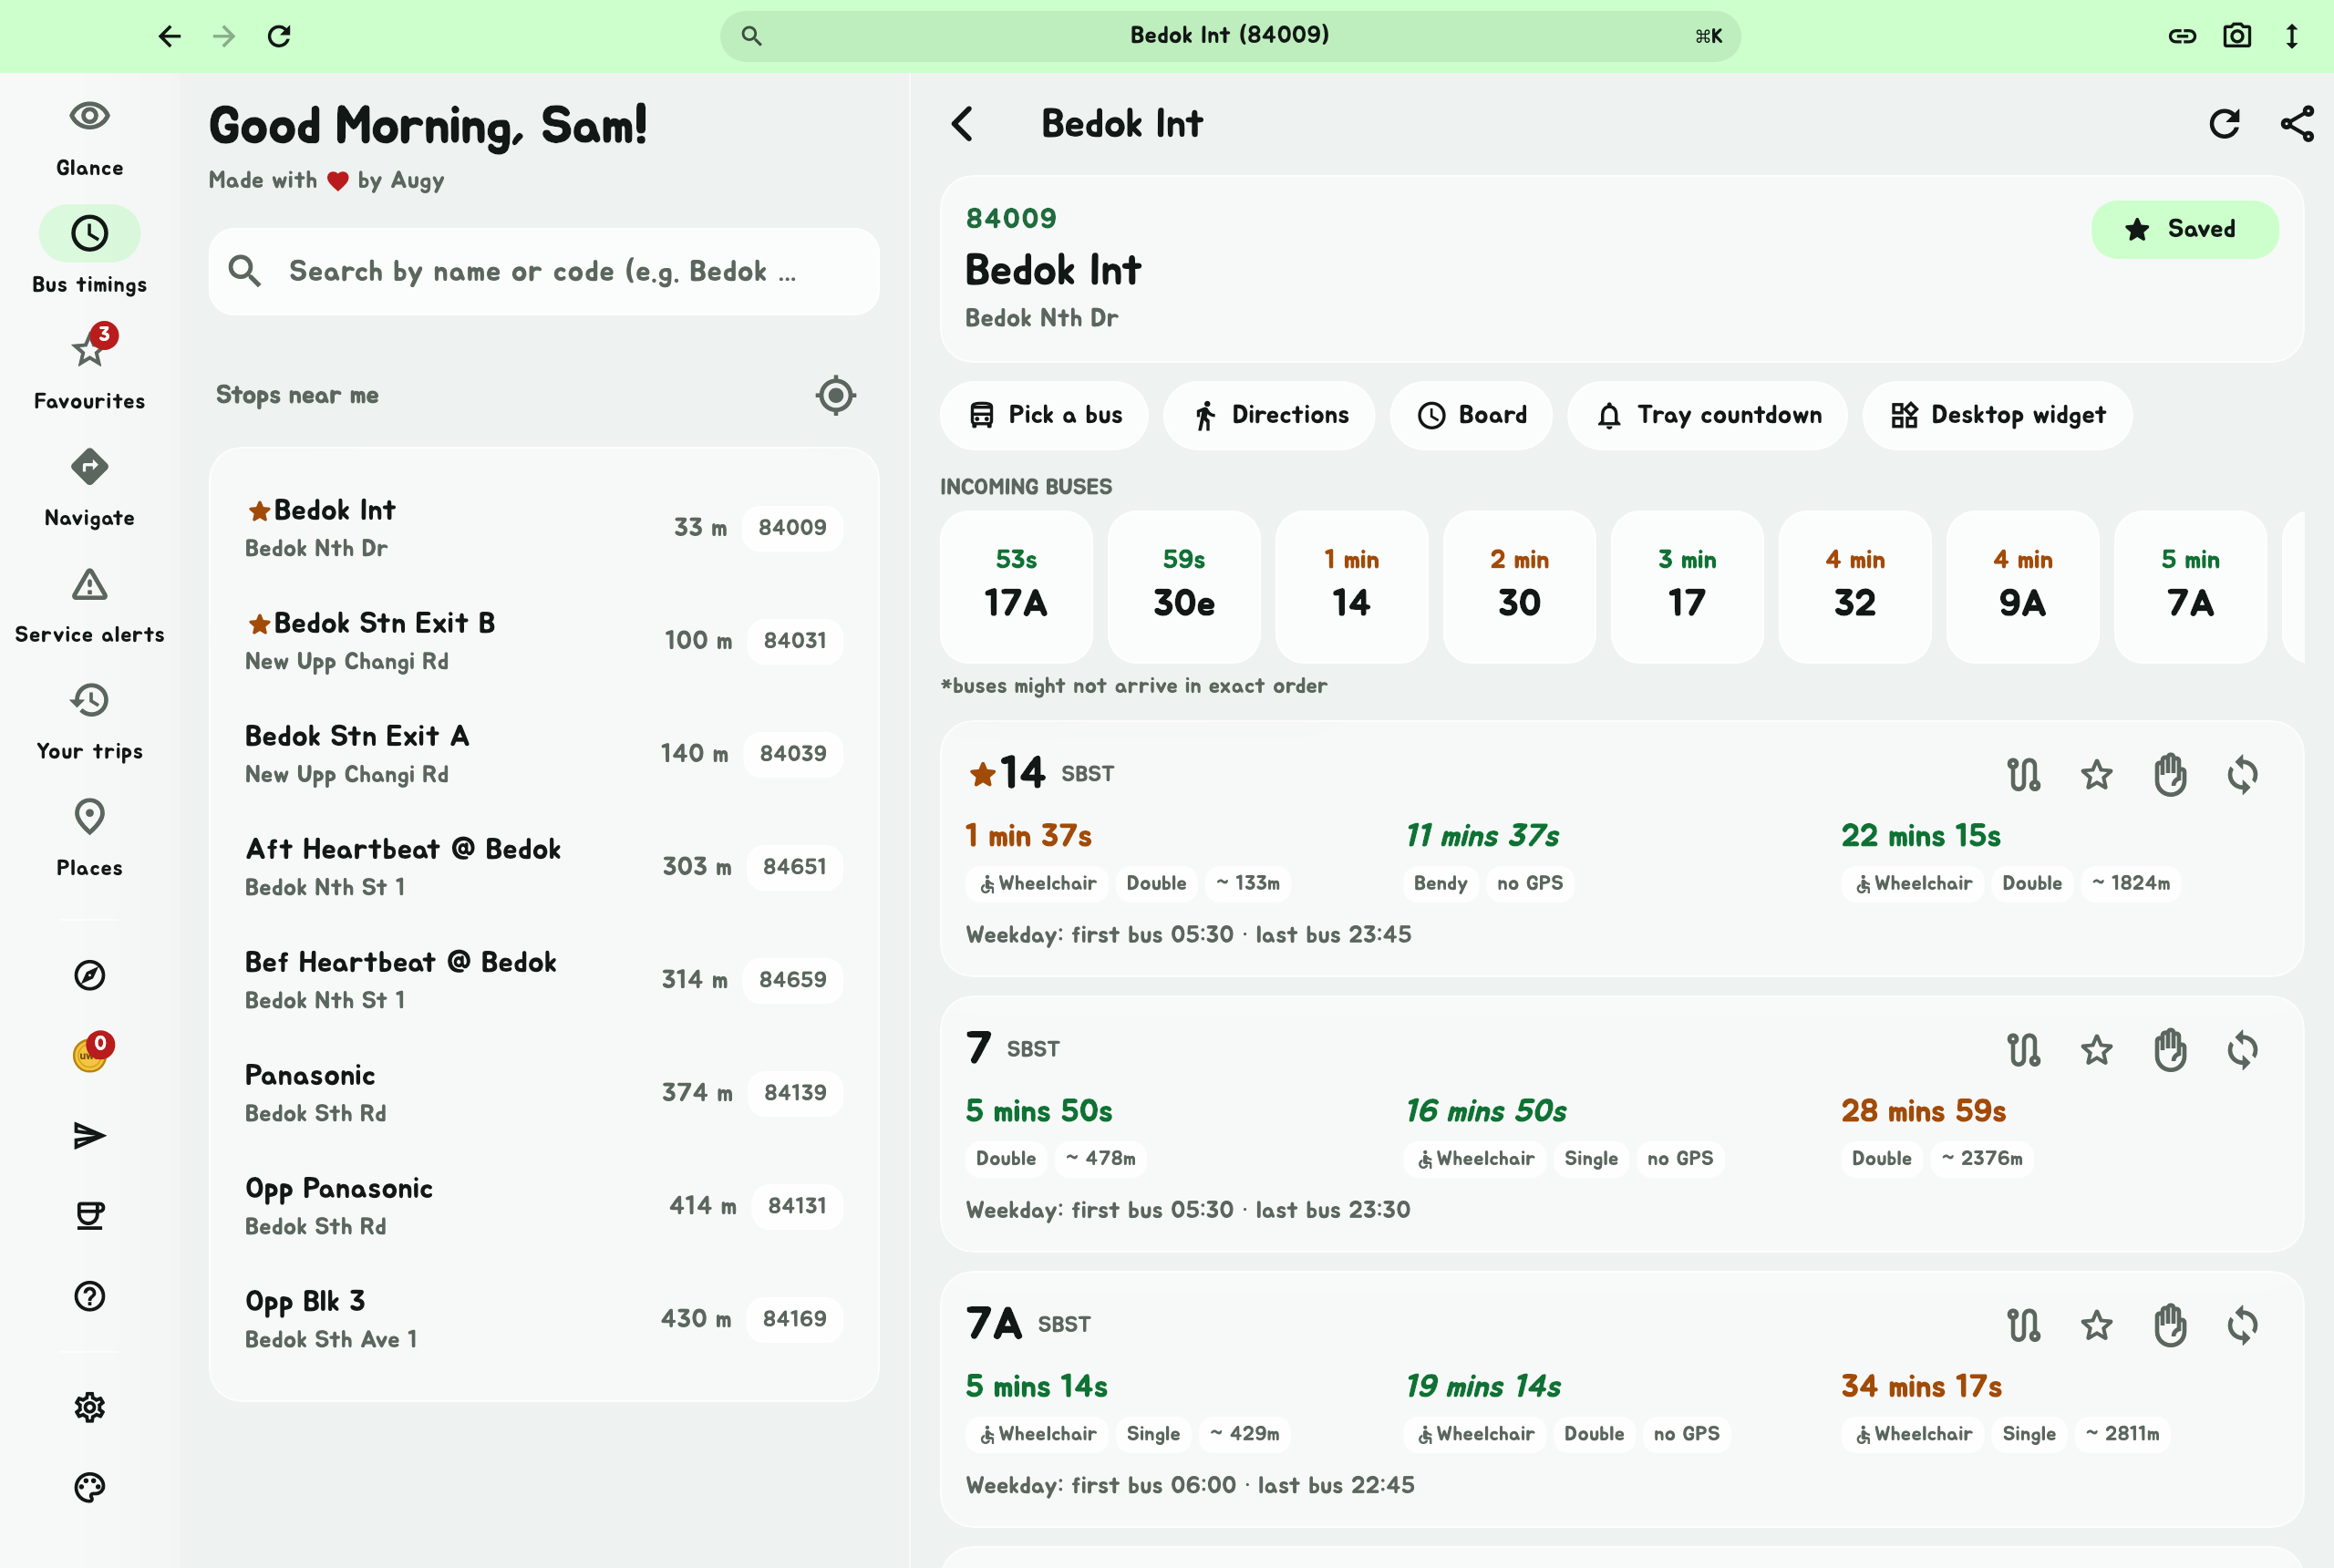 Bedok Int (84009)
⌘K
Glance
Bus timings
3
Favourites
Navigate
Service alerts
Your trips
Places
0
Good Morning, Sam!
Made with ❤ by Augy
Search by name or code (e.g. Bedok ...
Stops near me
★Bedok Int
Bedok Nth Dr
33 m 84009
★Bedok Stn Exit B
New Upp Changi Rd
100 m 84031
Bedok Stn Exit A
New Upp Changi Rd
140 m 84039
Aft Heartbeat @ Bedok
Bedok Nth St 1
303 m 84651
Bef Heartbeat @ Bedok
Bedok Nth St 1
314 m 84659
Panasonic
Bedok Sth Rd
374 m 84139
Opp Panasonic
Bedok Sth Rd
414 m 84131
Opp Blk 3
Bedok Sth Ave 1
430 m 84169
Bedok Int
84009
Bedok Int
Bedok Nth Dr
Saved
Pick a bus Directions Board Tray countdown Desktop widget
INCOMING BUSES
53s 59s 1 min 2 min 3 min 4 min 4 min 5 min
17A 30e 14 30 17 32 9A 7A
*buses might not arrive in exact order
★14 SBST
1 min 37s 11 mins 37s 22 mins 15s
Wheelchair Double ~ 133m Bendy no GPS Wheelchair Double ~ 1824m
Weekday: first bus 05:30 · last bus 23:45
7 SBST
5 mins 50s 16 mins 50s 28 mins 59s
Double ~ 478m Wheelchair Single no GPS Double ~ 2376m
Weekday: first bus 05:30 · last bus 23:30
7A SBST
5 mins 14s 19 mins 14s 34 mins 17s
Wheelchair Single ~ 429m Wheelchair Double no GPS Wheelchair Single ~ 2811m
Weekday: first bus 06:00 · last bus 22:45